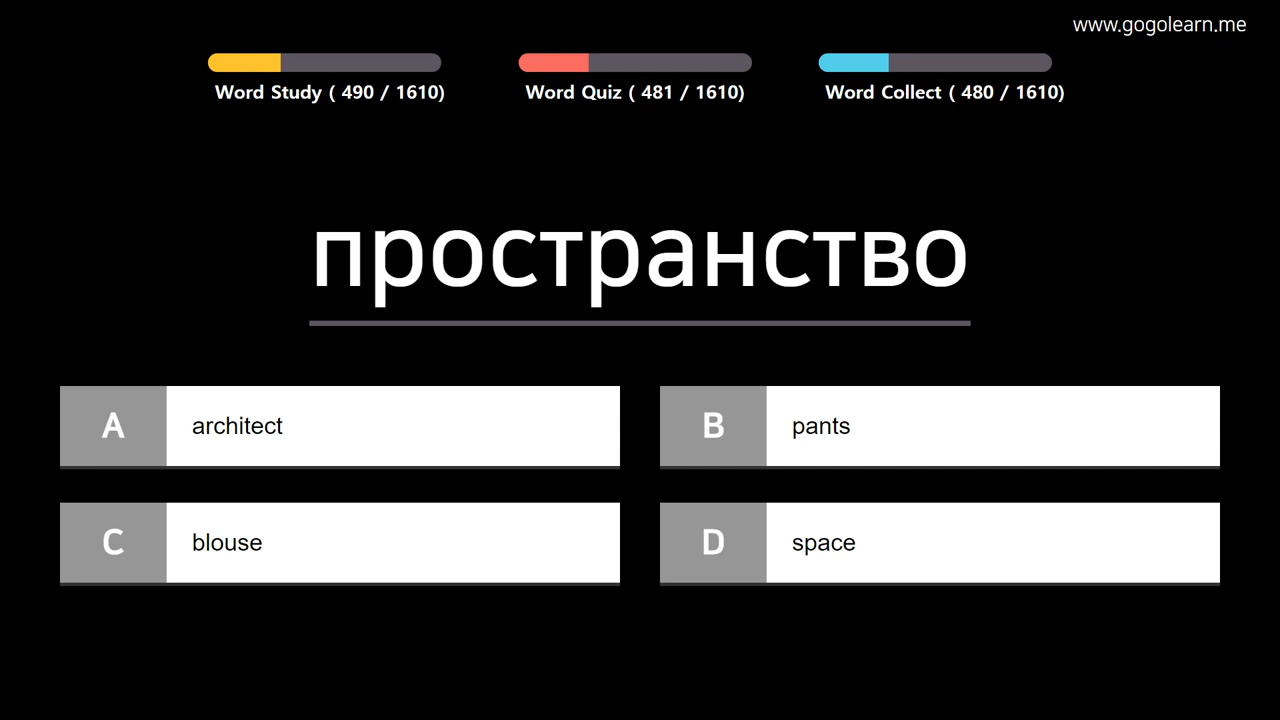 www.gogolearn.me
Word Study ( 490 / 1610)
Word Quiz ( 481 / 1610)
Word Collect ( 480 / 1610)
пространство
A architect
B pants
C blouse
D space